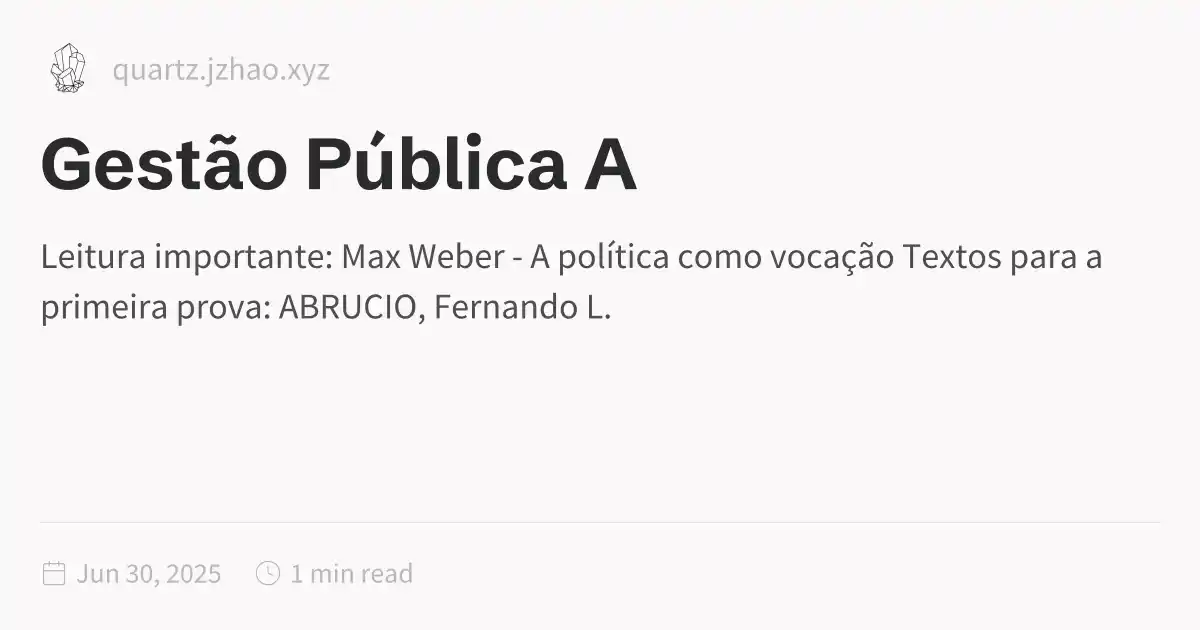 quartz.jzhao.xyz
Gestão Pública A
Leitura importante: Max Weber - A política como vocação Textos para a
primeira prova: ABRUCIO, Fernando L.
Jun 30, 2025 1 min read